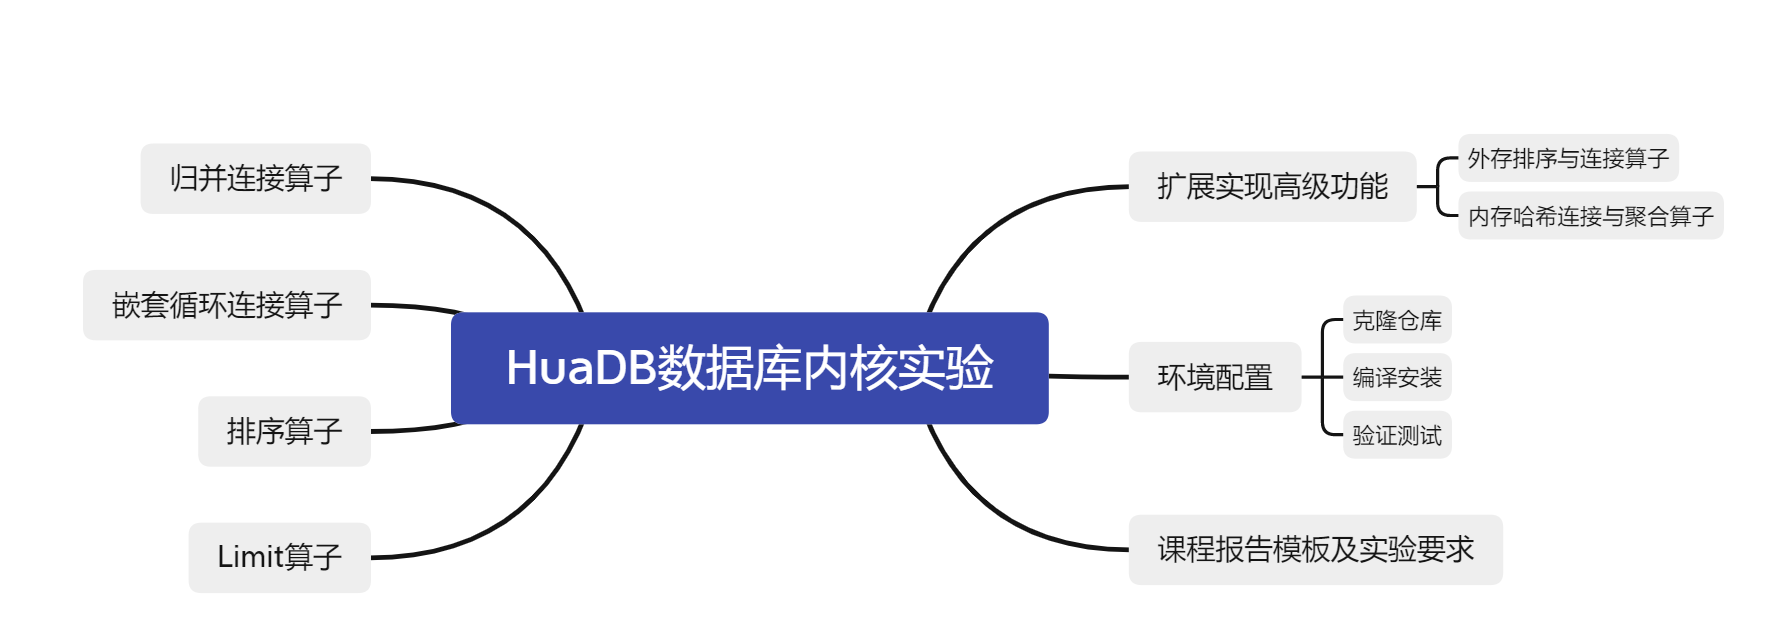 HuaDB数据库内核实验
归并连接算子
嵌套循环连接算子
排序算子
Limit算子
扩展实现高级功能
外存排序与连接算子
内存哈希连接与聚合算子
环境配置
克隆仓库
编译安装
验证测试
课程报告模板及实验要求